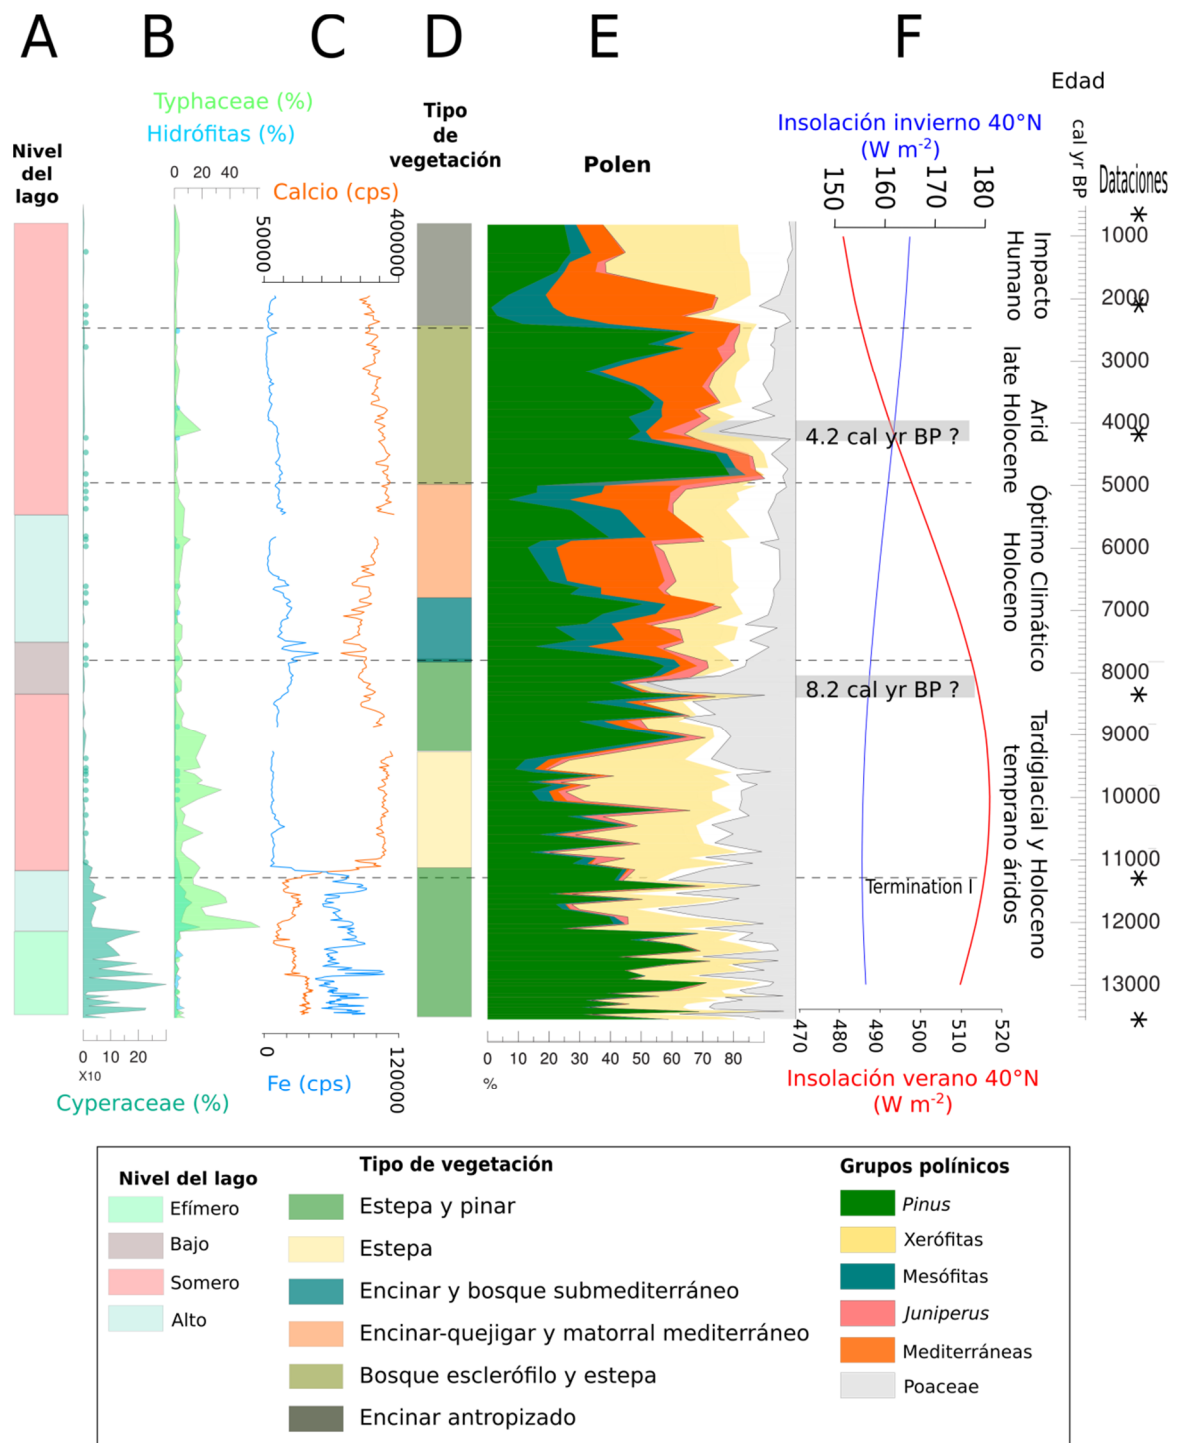 A B C D E F
Edad
cal yr BP
Dataciones
Typhaceae (%)
Hidrófitas (%)
Tipo
de
vegetación
Polen
Insolación invierno 40°N
(W m-2)
150 160 170 180
Nivel
del
lago
0 20 40
Calcio (cps)
50000 400000
1000
2000
3000
4000
5000
6000
7000
8000
9000
10000
11000
12000
13000
Impacto
Humano
Arid
late Holocene
Óptimo Climático
Holoceno
Tardiglacial y Holoceno
temprano áridos
4.2 cal yr BP ?
8.2 cal yr BP ?
Termination I
0 10 20
X10
Cyperaceae (%)
0 120000
Fe (cps)
0 10 20 30 40 50 60 70 80
%
470 480 490 500 510 520
Insolación verano 40°N
(W m-2)
Nivel del lago
Efímero
Bajo
Somero
Alto
Tipo de vegetación
Estepa y pinar
Estepa
Encinar y bosque submediterráneo
Encinar-quejigar y matorral mediterráneo
Bosque esclerófilo y estepa
Encinar antropizado
Grupos polínicos
Pinus
Xerófitas
Mesófitas
Juniperus
Mediterráneas
Poaceae